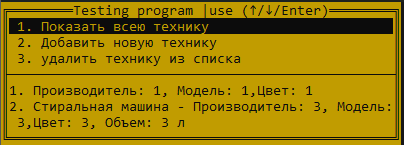 Testing program |use (↑/↓/Enter)
1. Показать всею технику
2. Добавить новую технику
3. удалить технику из списка
1. Производитель: 1, Модель: 1,Цвет: 1
2. Стиральная машина - Производитель: 3, Модель:
3,Цвет: 3, Объем: 3 л